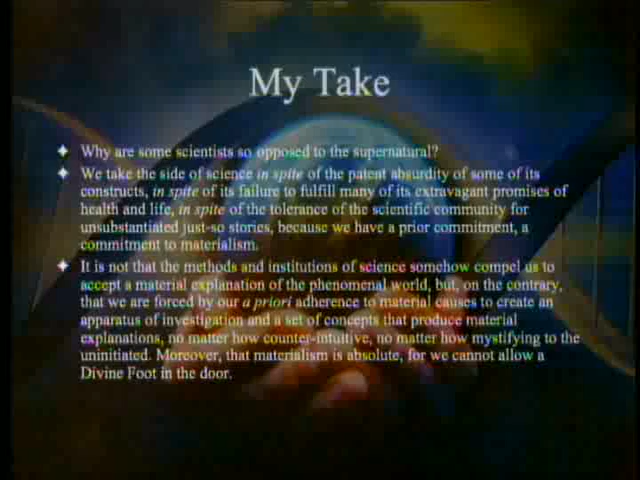 My Take
Why are some scientists so opposed to the supernatural?
We take the side of science in spite of the patent absurdity of some of its
constructs, in spite of its failure to fulfill many of its extravagant promises of
health and life, in spite of the tolerance of the scientific community for
unsubstantiated just-so stories, because we have a prior commitment, a
commitment to materialism.
It is not that the methods and institutions of science somehow compel us to
accept a material explanation of the phenomenal world, but, on the contrary,
that we are forced by our a priori adherence to material causes to create an
apparatus of investigation and a set of concepts that produce material
explanations, no matter how counter-intuitive, no matter how mystifying to the
uninitiated. Moreover, that materialism is absolute, for we cannot allow a
Divine Foot in the door.